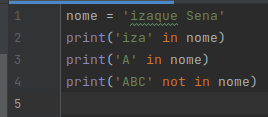 1 nome = 'izaque Sena'
2 print('iza' in nome)
3 print('A' in nome)
4 print('ABC' not in nome)
5